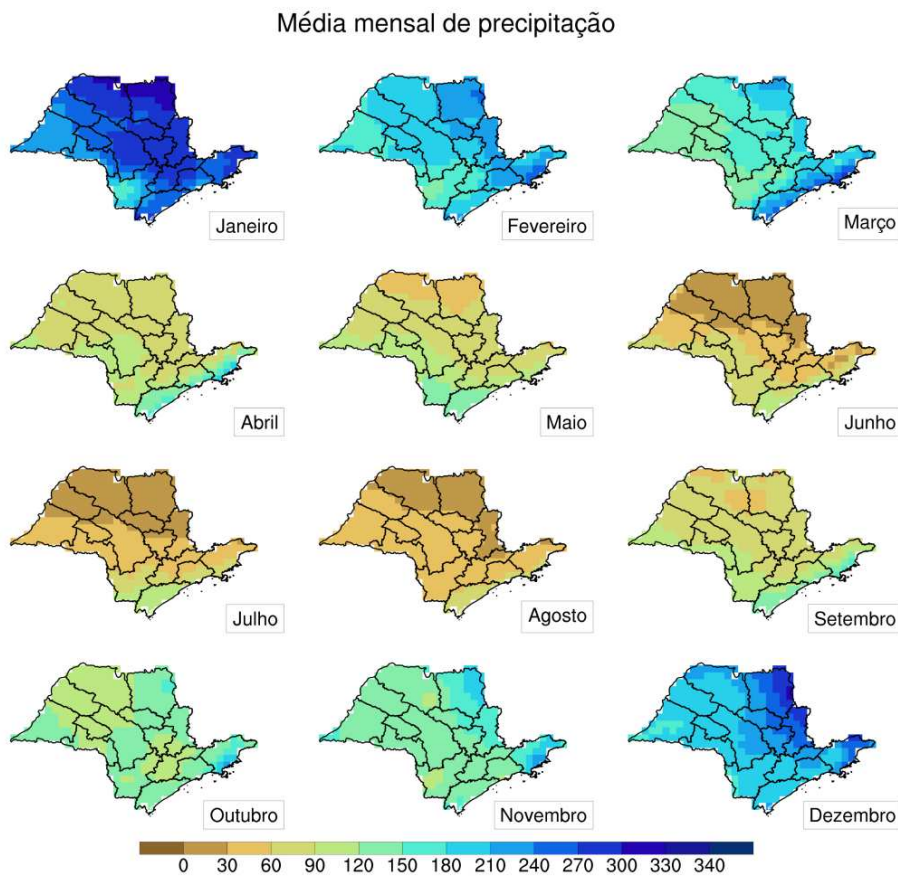 Média mensal de precipitação
Janeiro
Fevereiro
Março
Abril
Maio
Junho
Julho
Agosto
Setembro
Outubro
Novembro
Dezembro
0 30 60 90 120 150 180 210 240 270 300 330 340